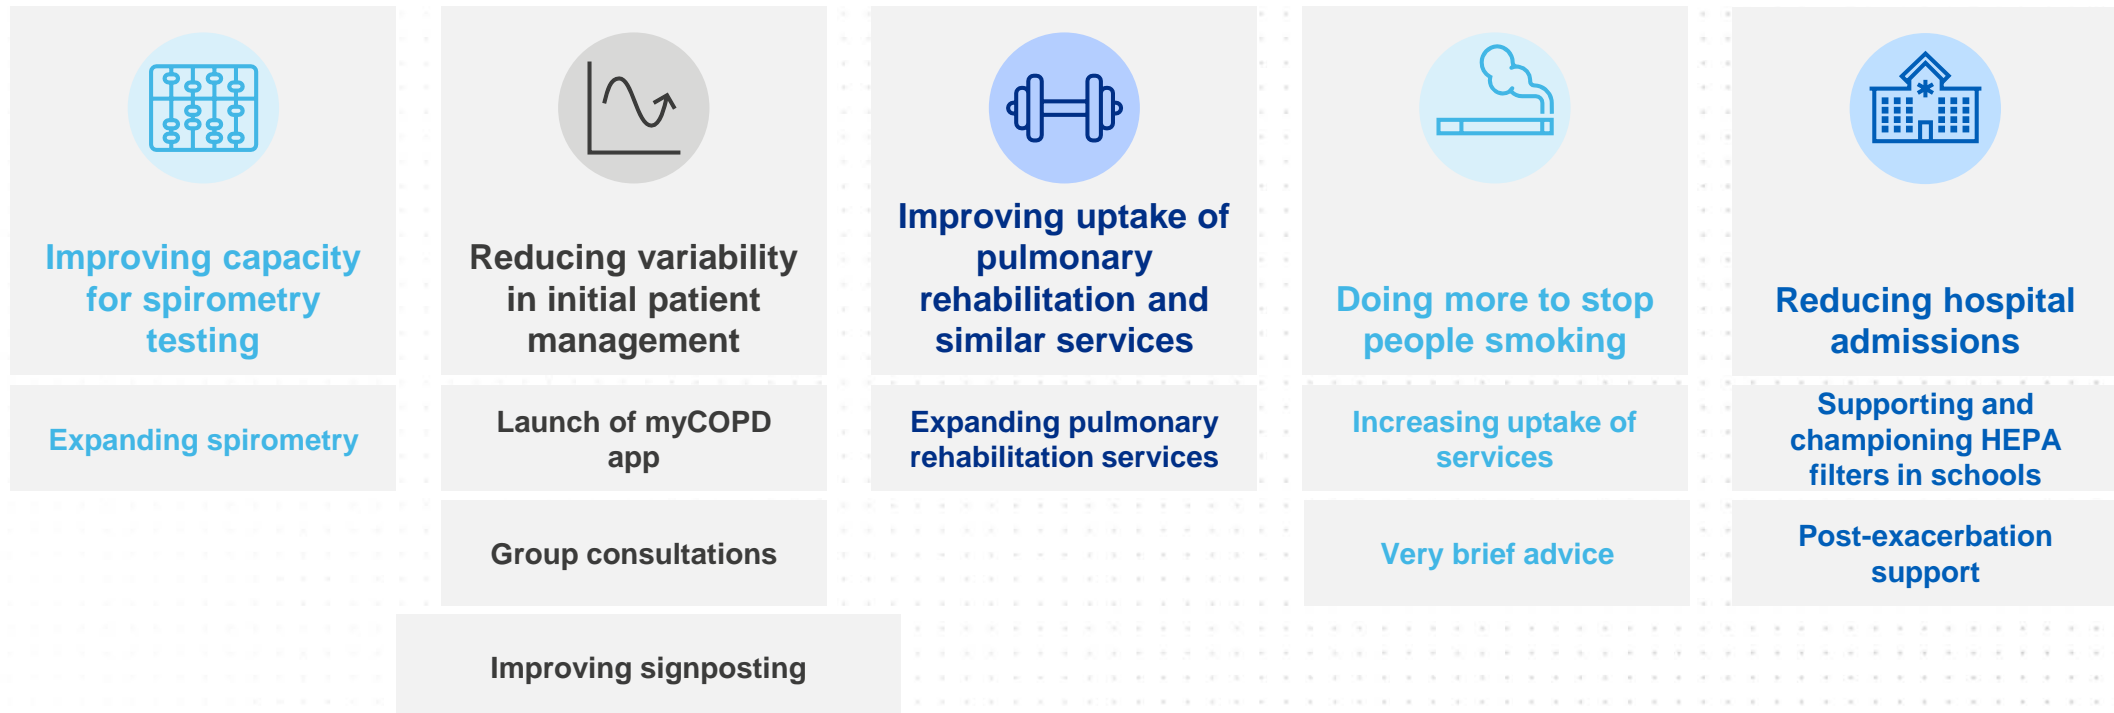 Improving capacity
for spirometry
testing
Expanding spirometry
Reducing variability
in initial patient
management
Launch of myCOPD
app
Group consultations
Improving signposting
Improving uptake of
pulmonary
rehabilitation and
similar services
Expanding pulmonary
rehabilitation services
Doing more to stop
people smoking
Increasing uptake of
services
Very brief advice
Reducing hospital
admissions
Supporting and
championing HEPA
filters in schools
Post-exacerbation
support